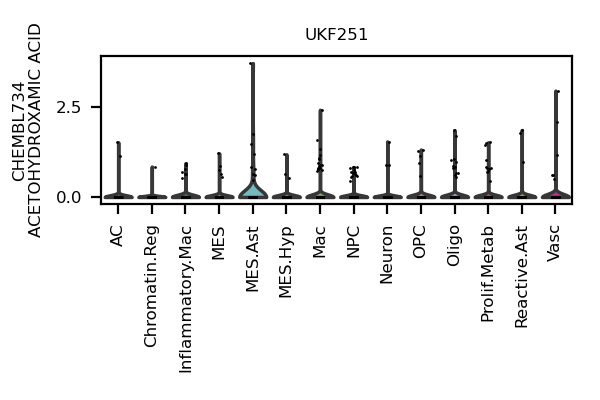 UKF251
CHEMBL734
ACETOHYDROXAMIC ACID
2.5
0.0
AC
Chromatin.Reg
Inflammatory.Mac
MES
MES.Ast
MES.Hyp
Mac
NPC
Neuron
OPC
Oligo
Prolif.Metab
Reactive.Ast
Vasc